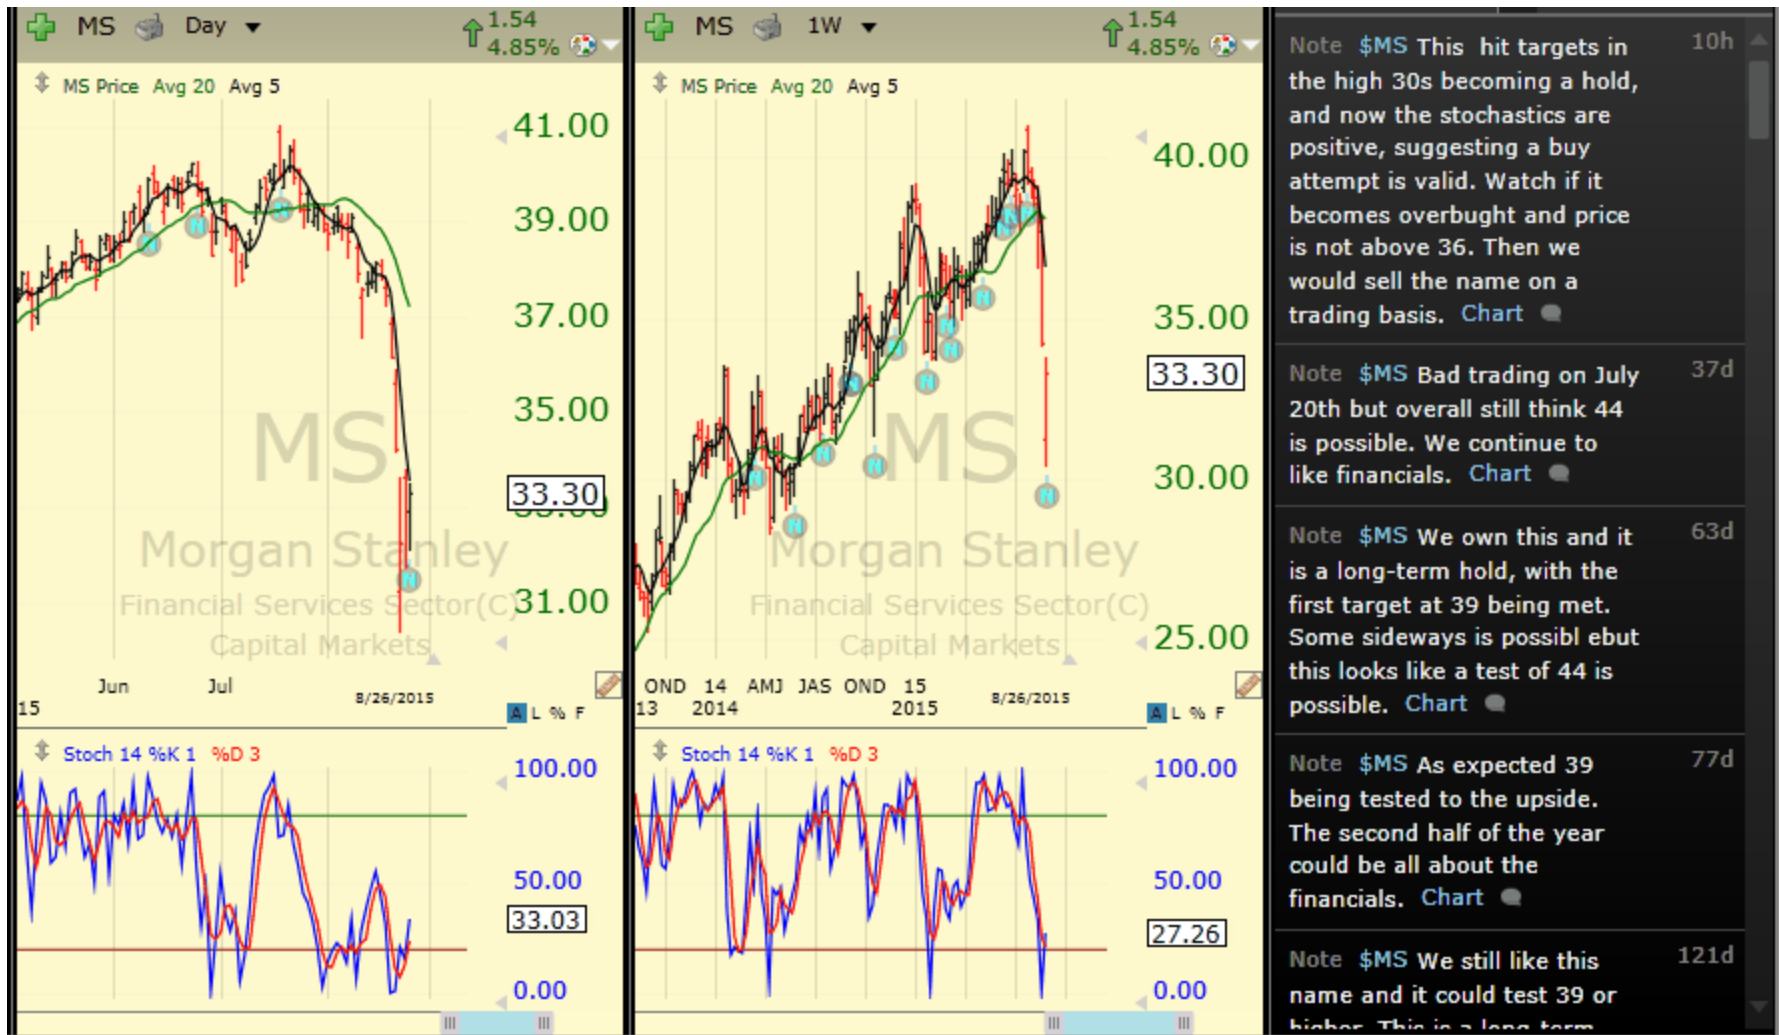 MS Day
1.54
4.85%
MS Price Avg 20 Avg 5
41.00
39.00
37.00
35.00
33.30
31.00
MS
Morgan Stanley
Financial Services Sector(C)
Capital Markets
Jun Jul
15
8/26/2015
A L % F
Stoch 14 %K 1 %D 3
100.00
50.00
33.03
0.00
MS 1W
1.54
4.85%
MS Price Avg 20 Avg 5
40.00
35.00
33.30
30.00
25.00
MS
Morgan Stanley
Financial Services Sector(C)
Capital Markets
OND 14 AMJ JAS OND 15
13 2014 2015
8/26/2015
A L % F
Stoch 14 %K 1 %D 3
100.00
50.00
27.26
0.00
Note $MS This hit targets in 10h
the high 30s becoming a hold,
and now the stochastics are
positive, suggesting a buy
attempt is valid. Watch if it
becomes overbught and price
is not above 36. Then we
would sell the name on a
trading basis. Chart
Note $MS Bad trading on July 37d
20th but overall still think 44
is possible. We continue to
like financials. Chart
Note $MS We own this and it 63d
is a long-term hold, with the
first target at 39 being met.
Some sideways is possibl ebut
this looks like a test of 44 is
possible. Chart
Note $MS As expected 39 77d
being tested to the upside.
The second half of the year
could be all about the
financials. Chart
Note $MS We still like this 121d
name and it could test 39 or
higher. This is a long-term